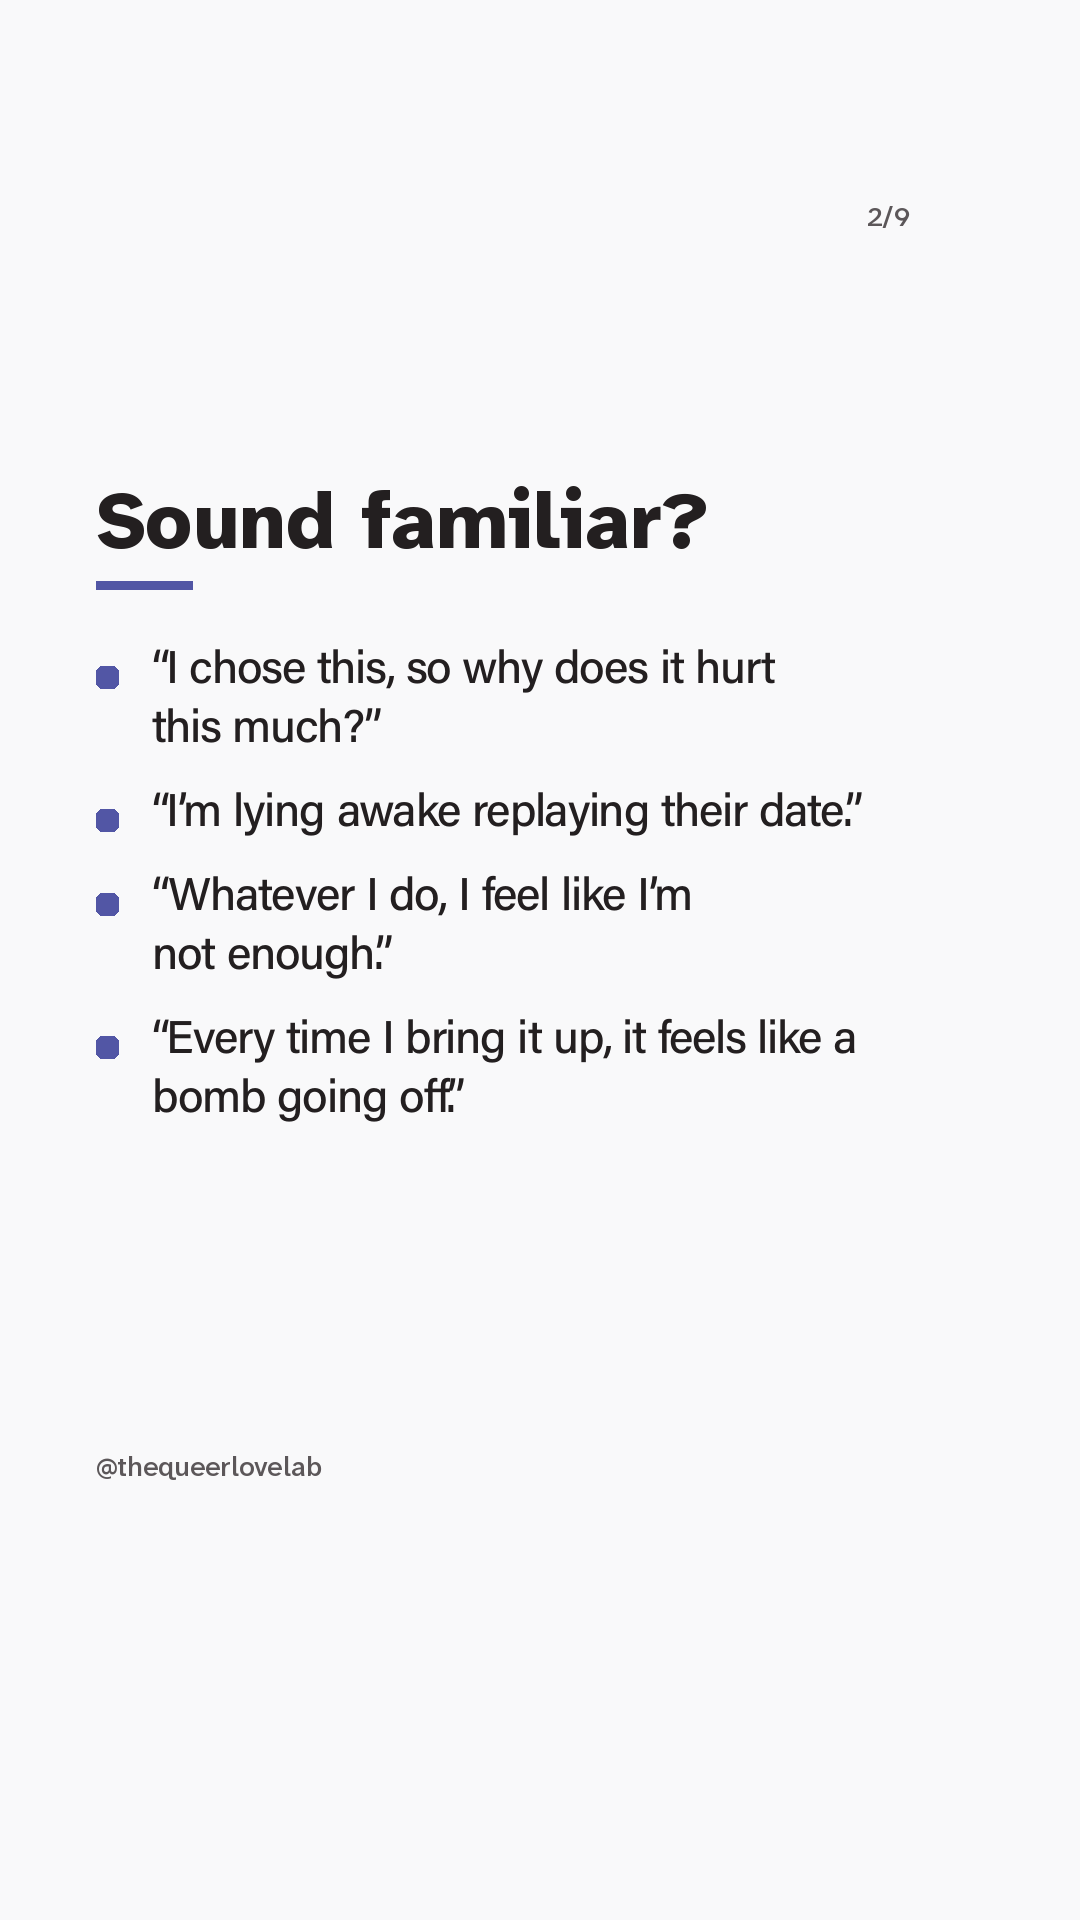 2/9
Sound familiar?
“I chose this, so why does it hurt
this much?”
“I’m lying awake replaying their date.”
“Whatever I do, I feel like I’m
not enough.”
“Every time I bring it up, it feels like a
bomb going off.”
@thequeerlovelab